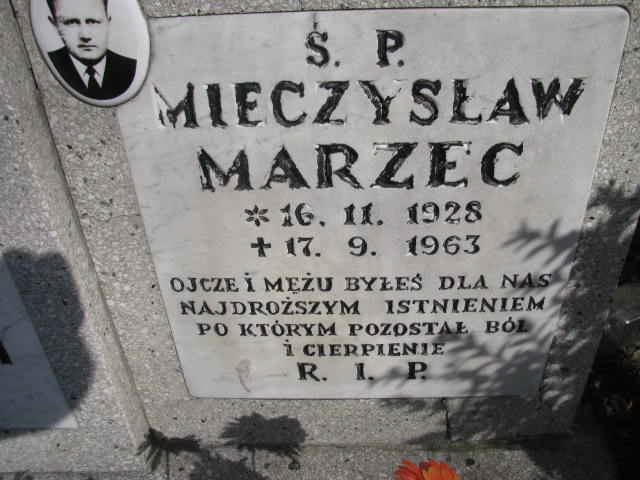 Ś. P.
MIECZYSŁAW
MARZEC
* 16. 11. 1928
+ 17. 9. 1963
OJCZE I MĘŻU BYŁEŚ DLA NAS
NAJDROŻSZYM ISTNIENIEM
PO KTÓRYM POZOSTAŁ BÓL
I CIERPIENIE
R. I. P.